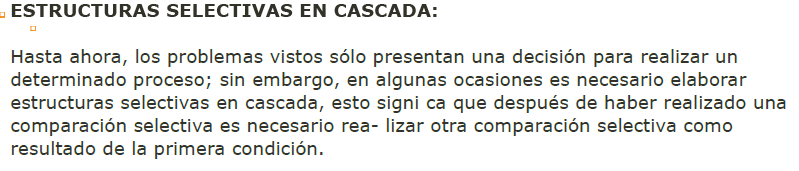 ESTRUCTURAS SELECTIVAS EN CASCADA:
Hasta ahora, los problemas vistos sólo presentan una decisión para realizar un
determinado proceso; sin embargo, en algunas ocasiones es necesario elaborar
estructuras selectivas en cascada, esto signi ca que después de haber realizado una
comparación selectiva es necesario rea- lizar otra comparación selectiva como
resultado de la primera condición.